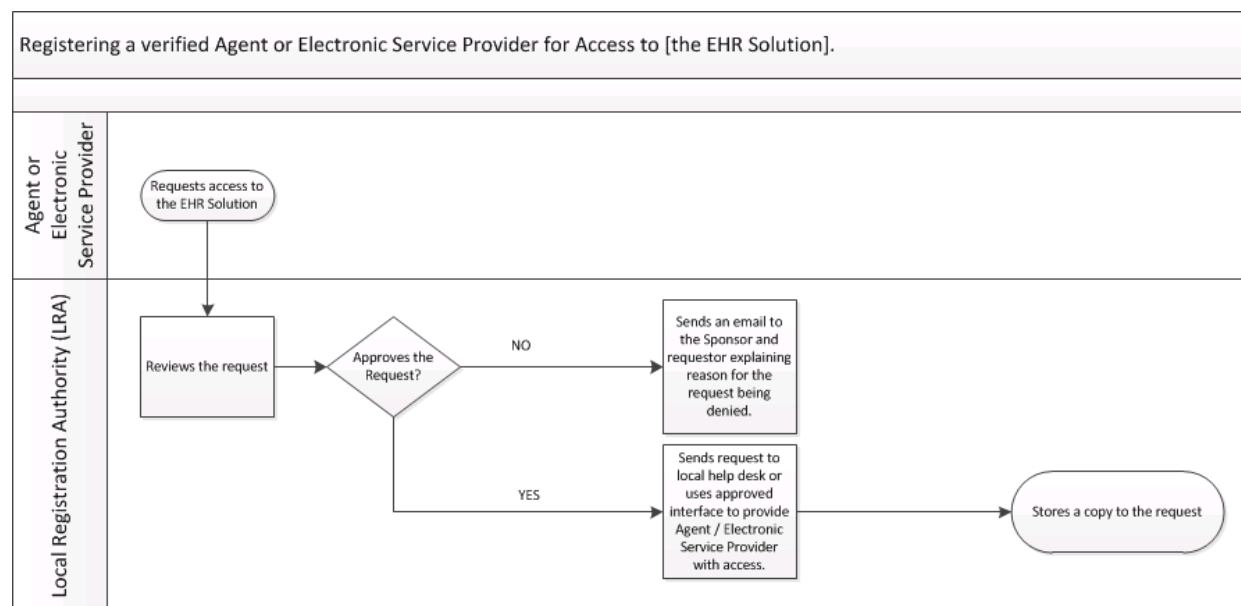 Registering a verified Agent or Electronic Service Provider for Access to [the EHR Solution].
Agent or
Electronic
Service Provider
Requests access to
the EHR Solution
Local Registration Authority (LRA)
Reviews the request
Approves the
Request?
NO
Sends an email to
the Sponsor and
requestor explaining
reason for the
request being
denied.
YES
Sends request to
local help desk or
uses approved
interface to provide
Agent / Electronic
Service Provider
with access.
Stores a copy to the request